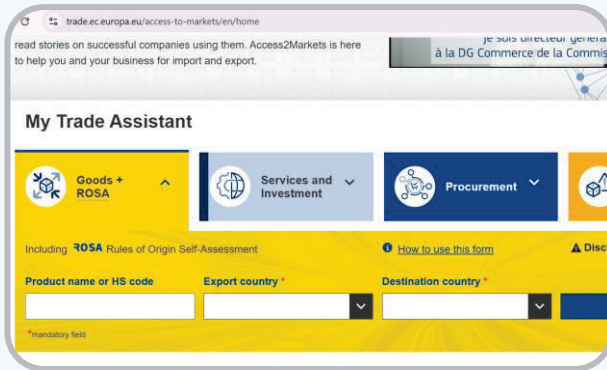 trade.ec.europa.eu/access-to-markets/en/home
read stories on successful companies using them. Access2Markets is here
to help you and your business for import and export.
je suis directeur
à la DG Commerce de la
My Trade Assistant
Goods +
ROSA
Services and
Investment
Procurement
Including ROSA Rules of Origin Self-Assessment
How to use this form
Product name or HS code
Export country *
Destination country *
*mandatory field